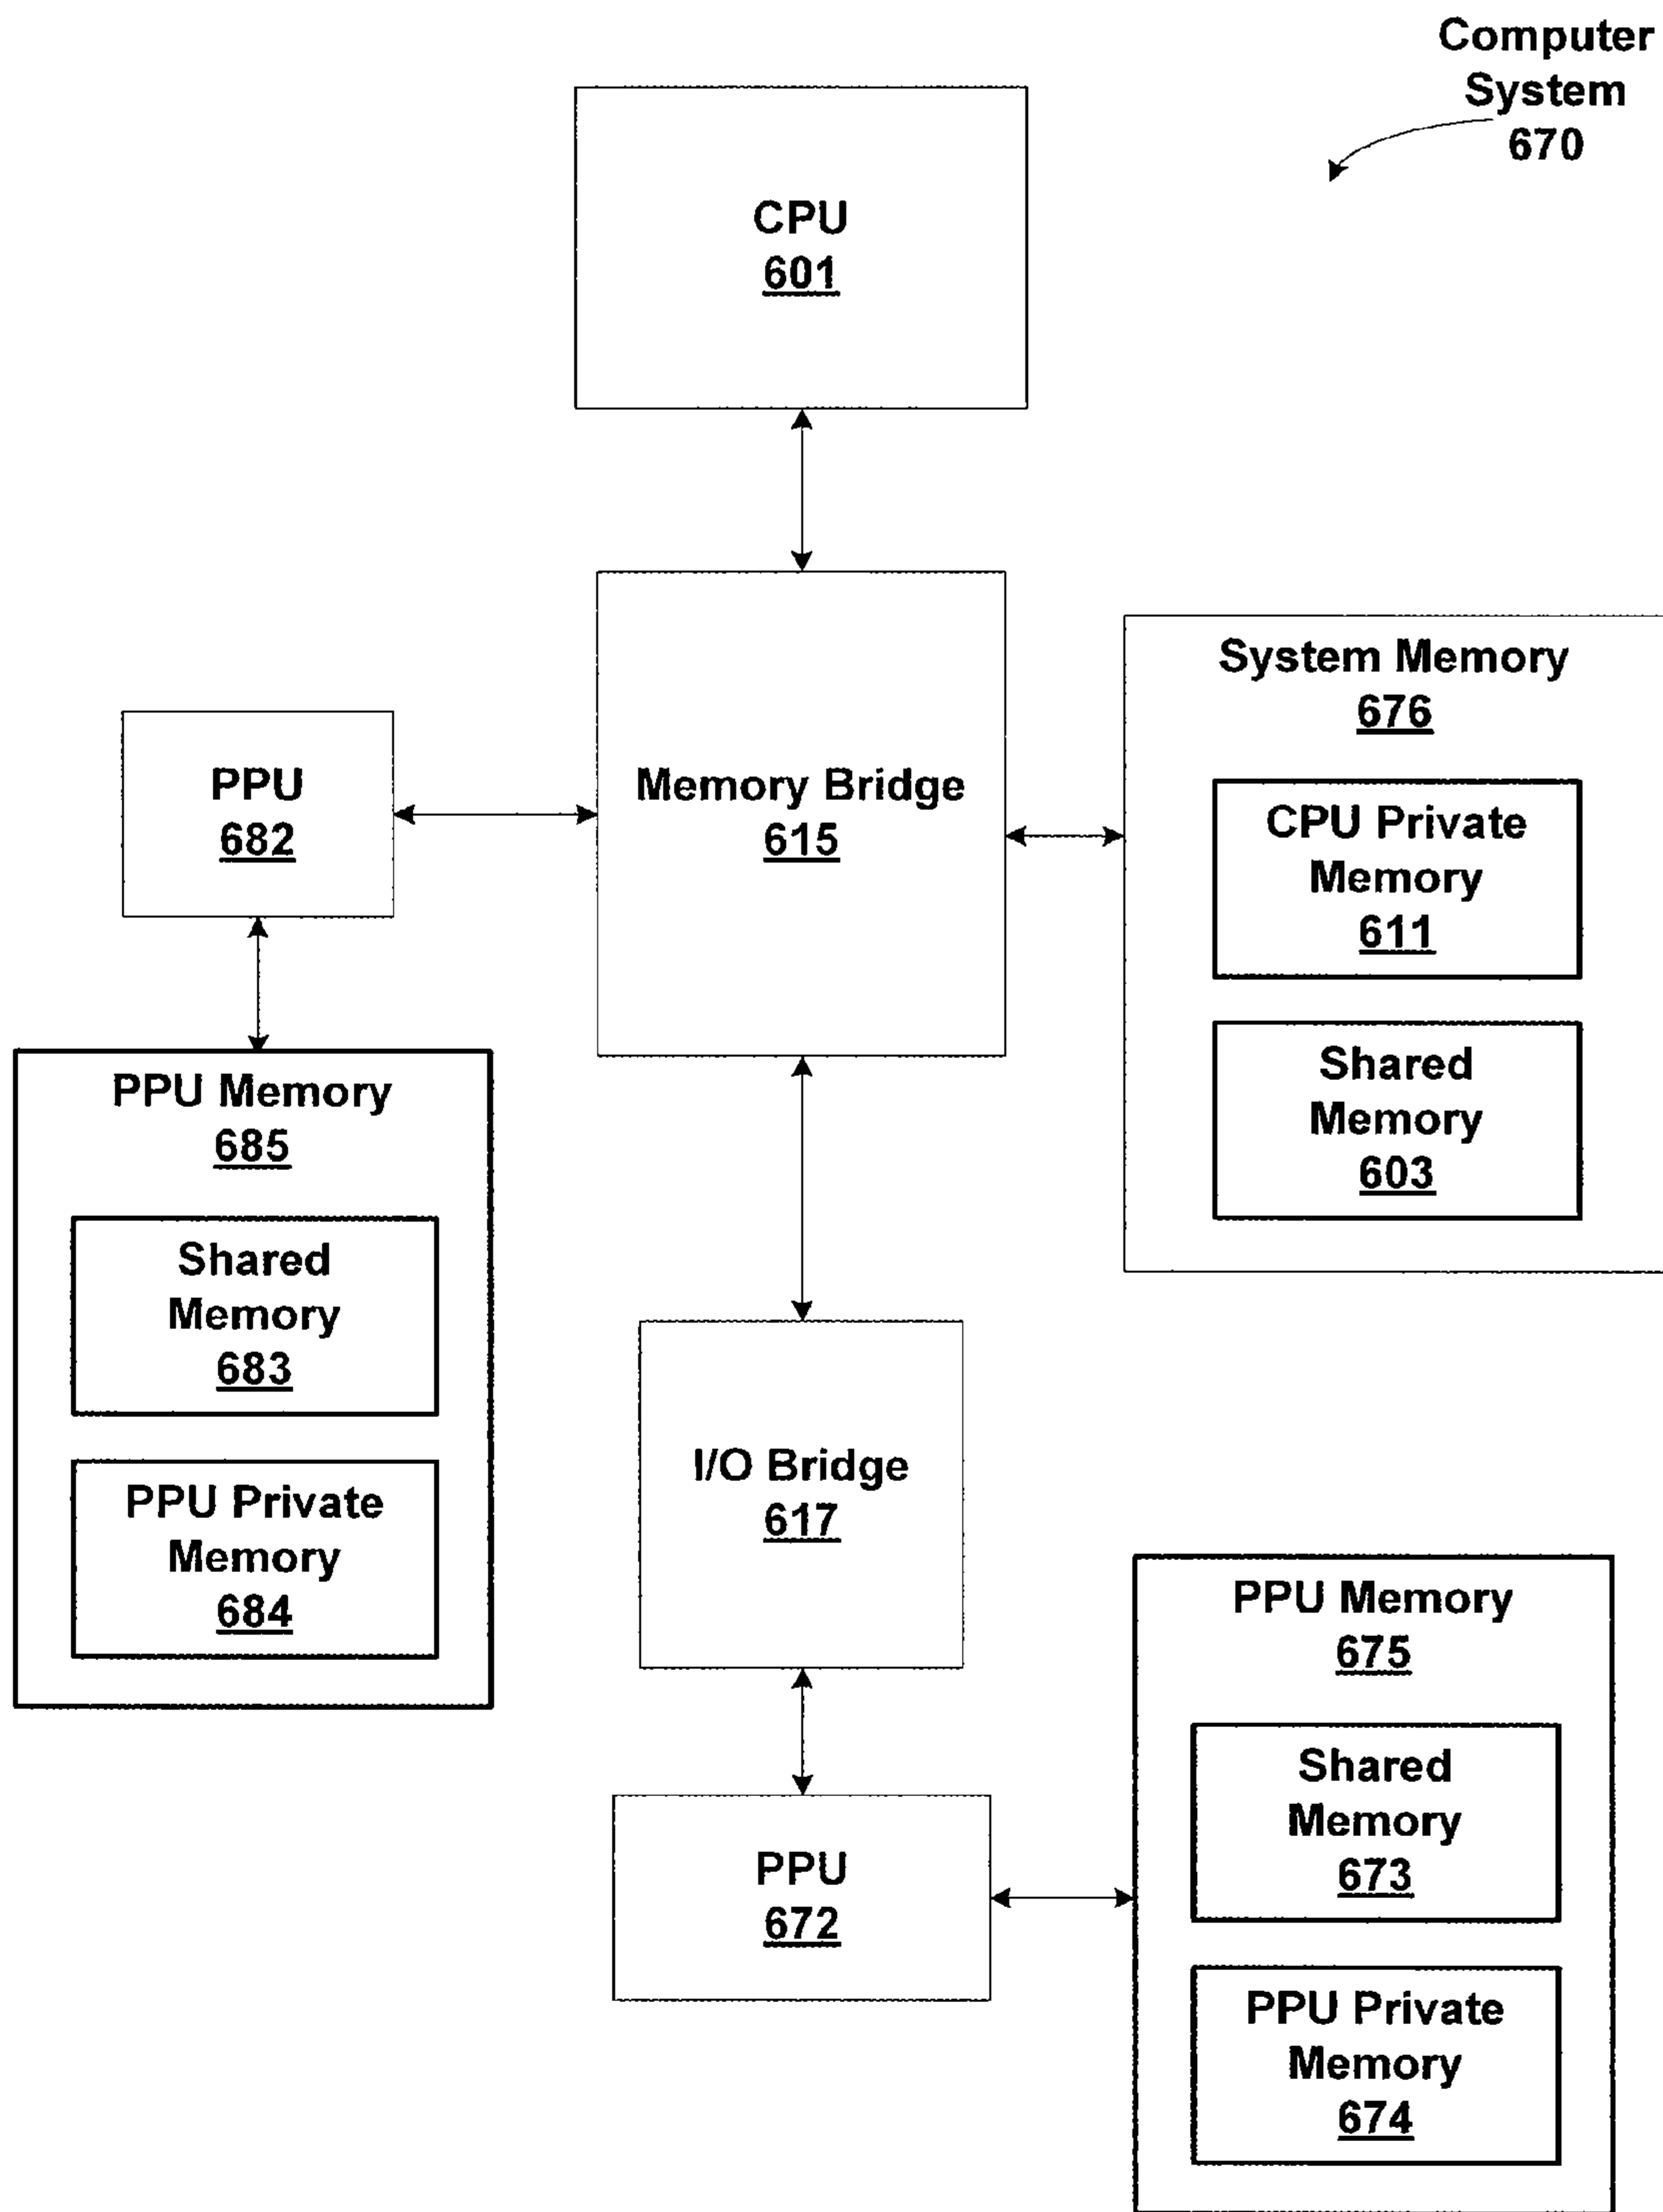 Computer
System
670
CPU
601
Memory Bridge
615
PPU
682
System Memory
676
CPU Private
Memory
611
Shared
Memory
603
PPU Memory
685
Shared
Memory
683
PPU Private
Memory
684
I/O Bridge
617
PPU
672
PPU Memory
675
Shared
Memory
673
PPU Private
Memory
674